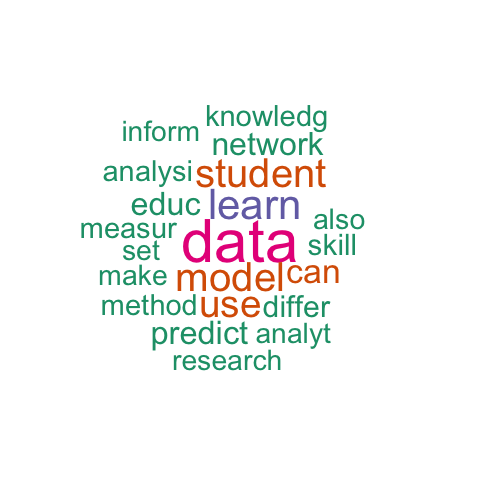 knowledg
inform network
analysi student
educ learn
measur also
set data skill
make model can
method use differ
predict analyt
research